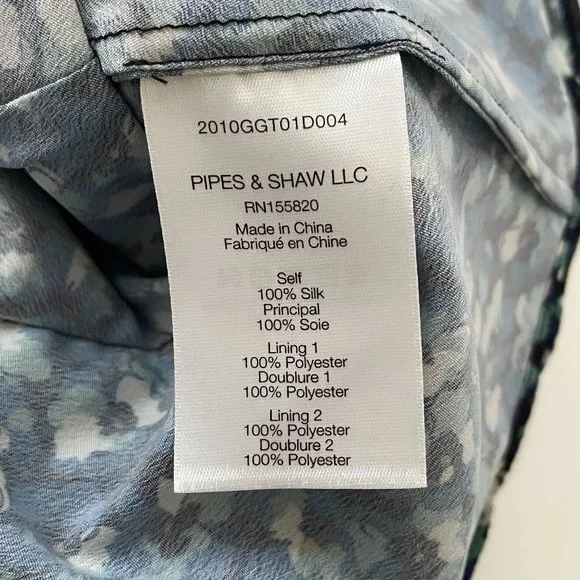 2010GGT01D004
PIPES & SHAW LLC
RN155820
Made in China
Fabriqué en Chine
Self
100% Silk
Principal
100% Soie
Lining 1
100% Polyester
Doublure 1
100% Polyester
Lining 2
100% Polyester
Doublure 2
100% Polyester